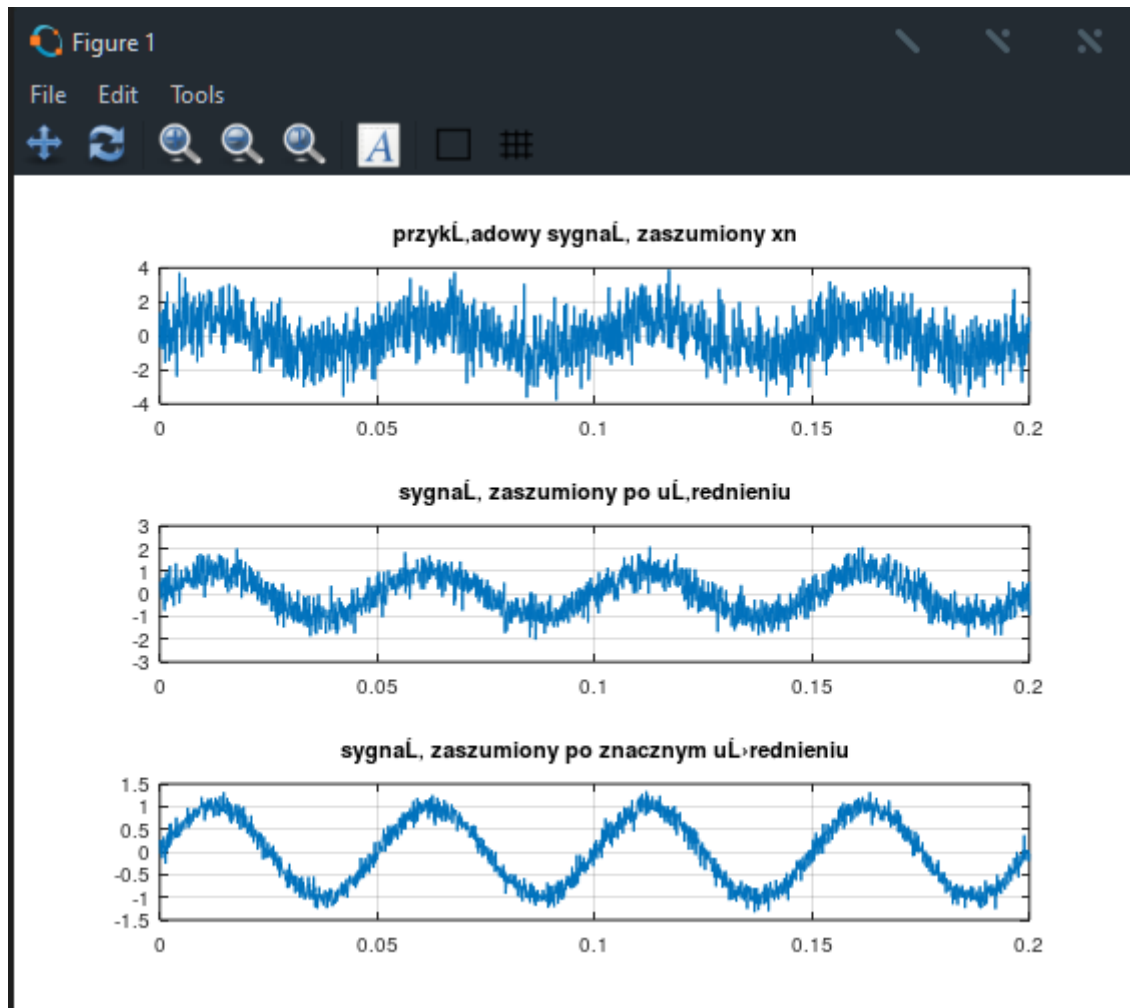 Figure 1
File Edit Tools
A
przykĹ‚adowy sygnaĹ‚ zaszumiony xn
4
2
0
-2
-4
0 0.05 0.1 0.15 0.2
sygnaĹ‚ zaszumiony po uĹ‚rednieniu
3
2
1
0
-1
-2
-3
0 0.05 0.1 0.15 0.2
sygnaĹ‚ zaszumiony po znacznym uĹ›rednieniu
1.5
1
0.5
0
-0.5
-1
-1.5
0 0.05 0.1 0.15 0.2